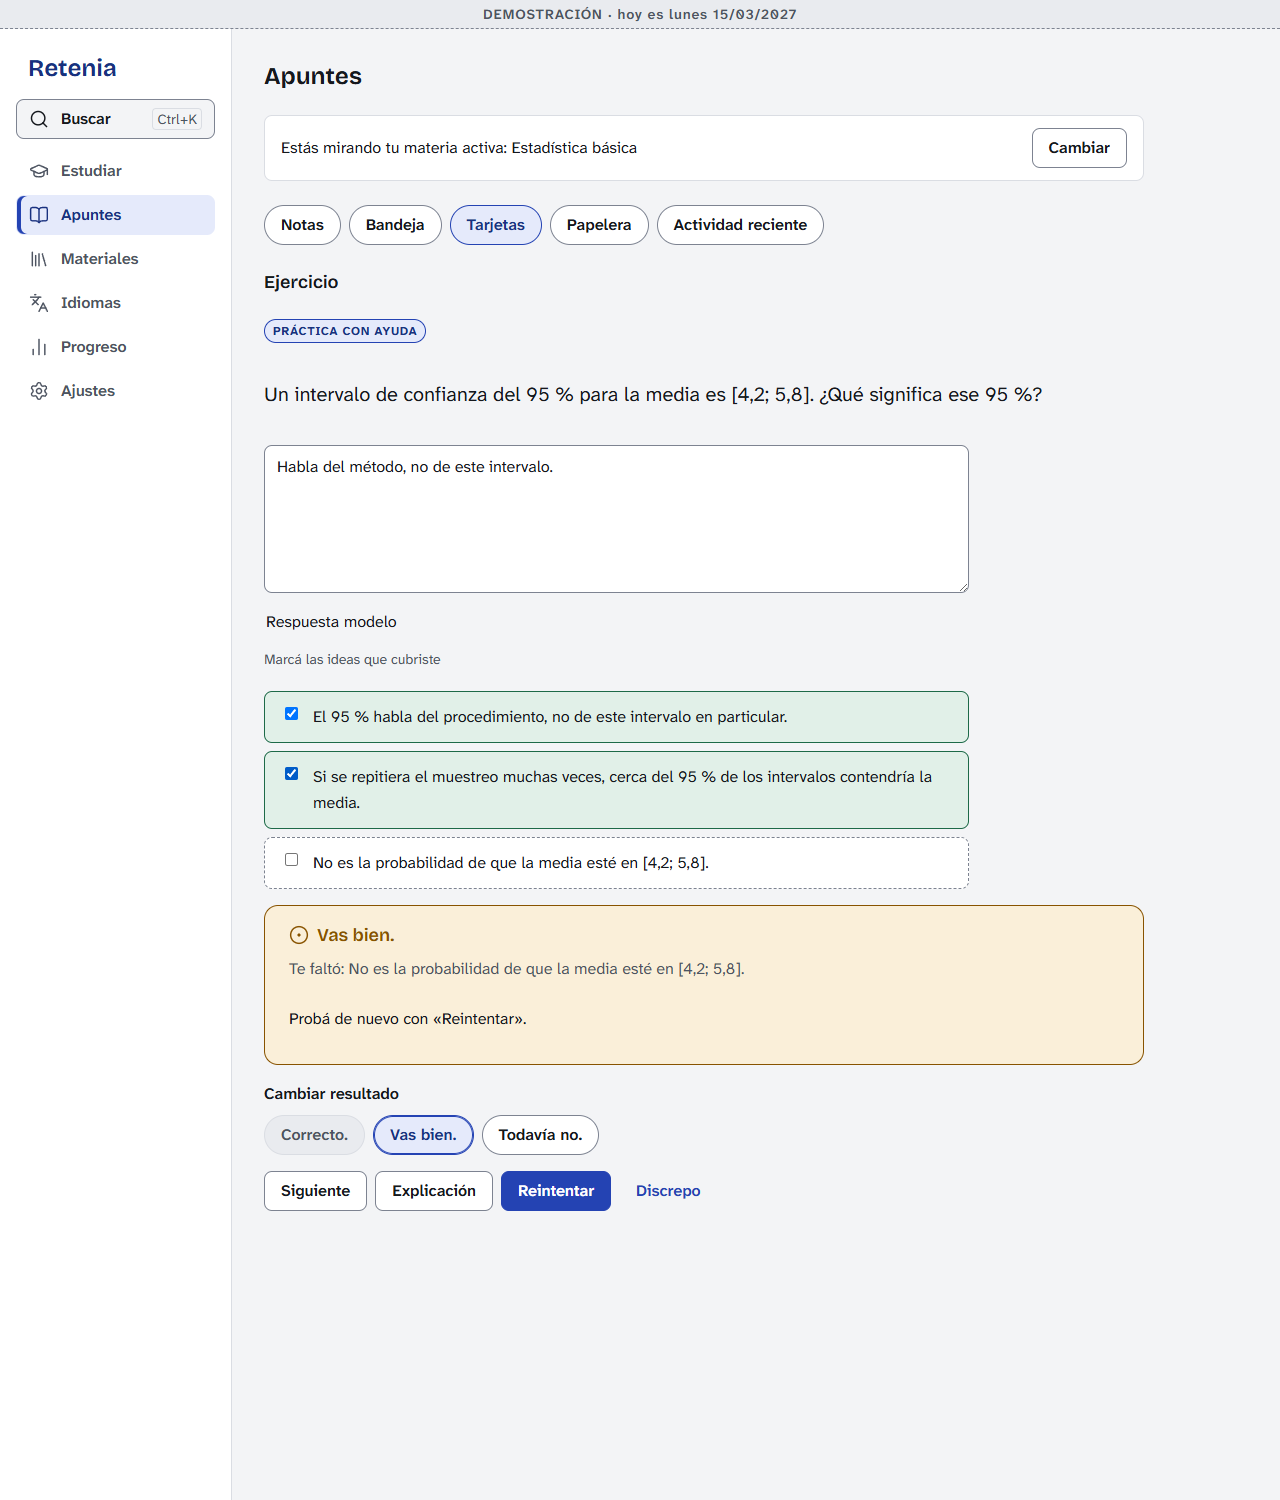 DEMOSTRACIÓN · hoy es lunes 15/03/2027
Retenia
Buscar Ctrl+K
Estudiar
Apuntes
Materiales
Idiomas
Progreso
Ajustes
Apuntes
Estás mirando tu materia activa: Estadística básica
Cambiar
Notas Bandeja Tarjetas Papelera Actividad reciente
Ejercicio
PRÁCTICA CON AYUDA
Un intervalo de confianza del 95 % para la media es [4,2; 5,8]. ¿Qué significa ese 95 %?
Habla del método, no de este intervalo.
Respuesta modelo
Marcá las ideas que cubriste
El 95 % habla del procedimiento, no de este intervalo en particular.
Si se repitiera el muestreo muchas veces, cerca del 95 % de los intervalos contendría la
media.
No es la probabilidad de que la media esté en [4,2; 5,8].
Vas bien.
Te faltó: No es la probabilidad de que la media esté en [4,2; 5,8].
Probá de nuevo con «Reintentar».
Cambiar resultado
Correcto. Vas bien. Todavía no.
Siguiente Explicación Reintentar Discrepo